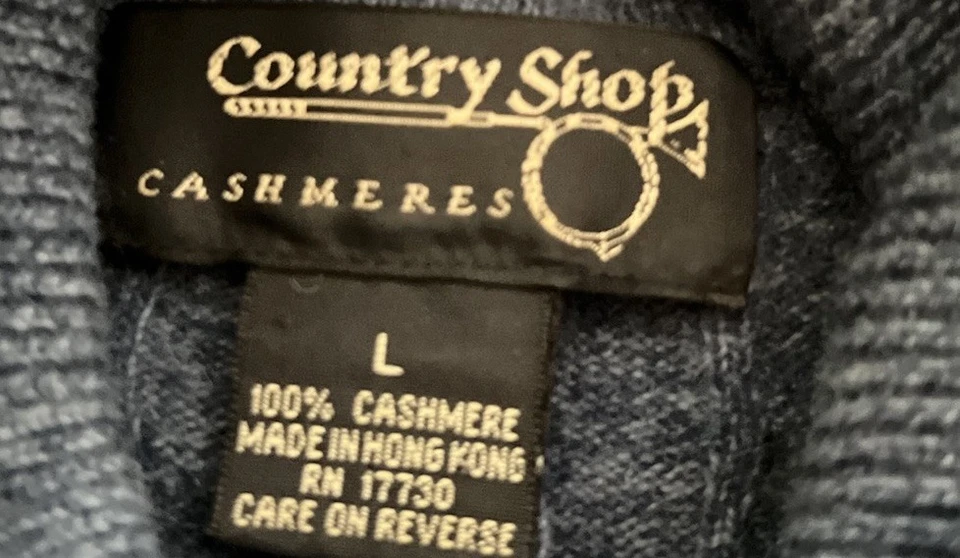 Country Shop
CASHMERES
L
100% CASHMERE
MADE IN HONG KONG
RN 17730
CARE ON REVERSE